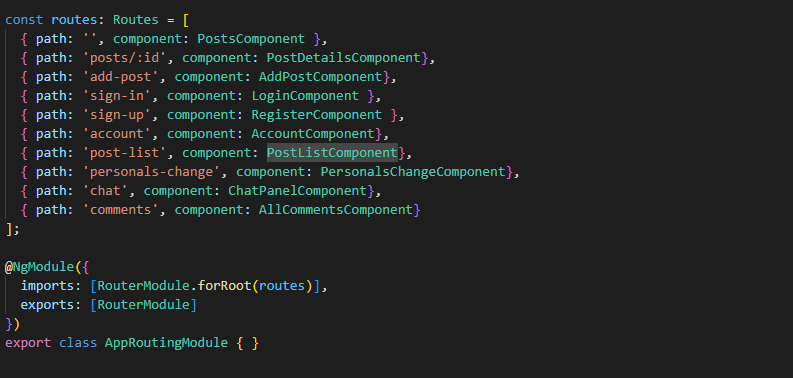 const routes: Routes = [
  { path: '', component: PostsComponent },
  { path: 'posts/:id', component: PostDetailsComponent},
  { path: 'add-post', component: AddPostComponent},
  { path: 'sign-in', component: LoginComponent },
  { path: 'sign-up', component: RegisterComponent },
  { path: 'account', component: AccountComponent},
  { path: 'post-list', component: PostListComponent},
  { path: 'personals-change', component: PersonalsChangeComponent},
  { path: 'chat', component: ChatPanelComponent},
  { path: 'comments', component: AllCommentsComponent}
];
@NgModule({
  imports: [RouterModule.forRoot(routes)],
  exports: [RouterModule]
})
export class AppRoutingModule { }